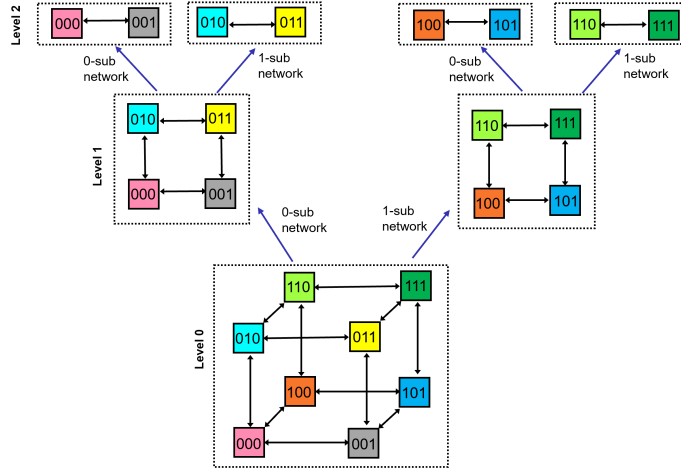 Level 2
000 001
010 011
100 101
110 111
0-sub
network
1-sub
network
0-sub
network
1-sub
network
Level 1
010 011
000 001
110 111
100 101
0-sub
network
1-sub
network
Level 0
110 111
010 011
100 101
000 001